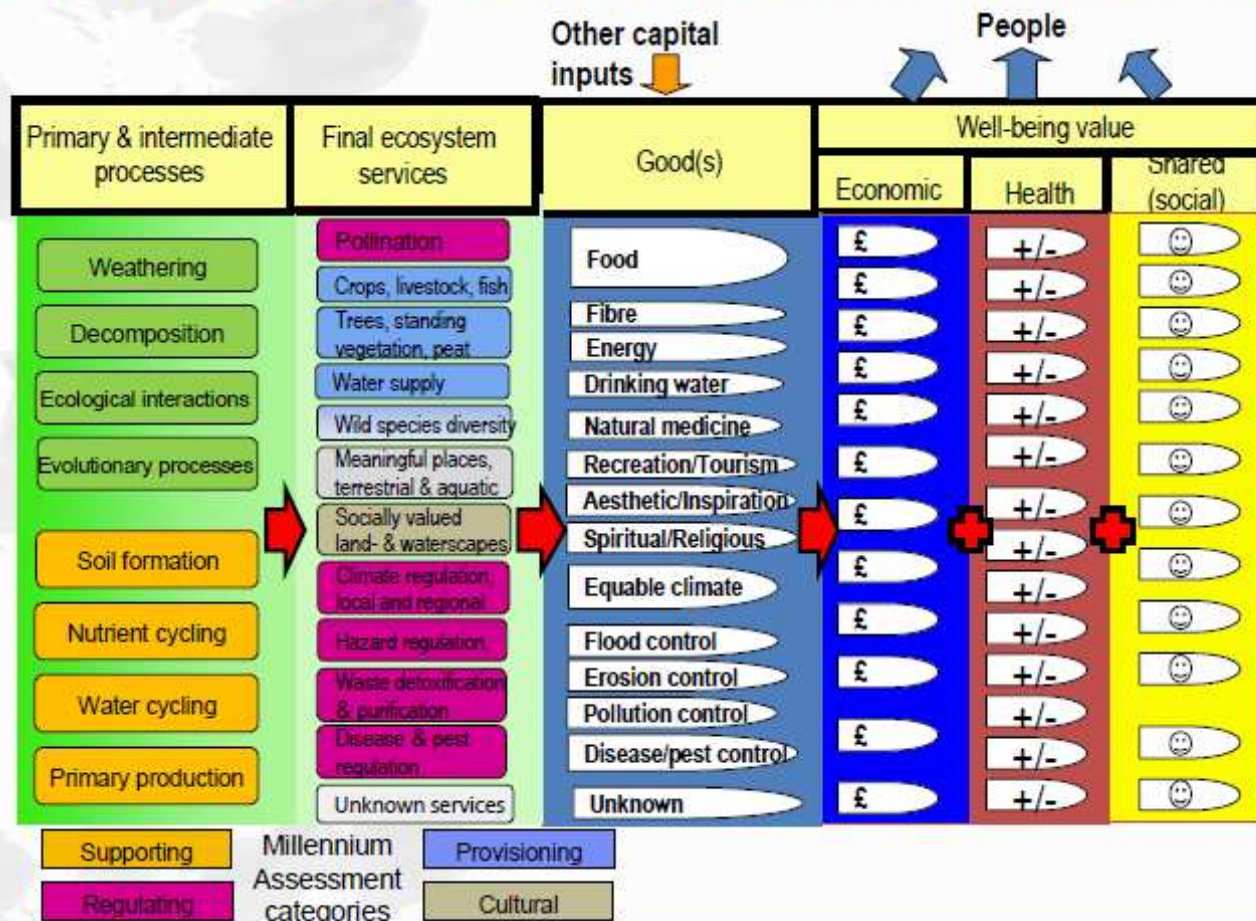 Other capital
inputs
People
Primary & intermediate
processes
Final ecosystem
services
Good(s)
Well-being value
Economic
Health
Shared
(social)
Weathering
Decomposition
Ecological interactions
Evolutionary processes
Soil formation
Nutrient cycling
Water cycling
Primary production
Pollination
Crops, livestock, fish
Trees, standing
vegetation, peat
Water supply
Wild species diversity
Meaningful places,
terrestrial & aquatic
Socially valued
land- & waterscapes
Climate regulation,
local and regional
Hazard regulation
Waste detoxification
& purification
Disease & pest
regulation
Unknown services
Food
Fibre
Energy
Drinking water
Natural medicine
Recreation/Tourism
Aesthetic/Inspiration
Spiritual/Religious
Equable climate
Flood control
Erosion control
Pollution control
Disease/pest control
Unknown
£
£
£
£
£
£
£
£
£
£
£
£
+/-
+/-
+/-
+/-
+/-
+/-
+/-
+/-
+/-
+/-
+/-
+/-
+/-
+/-
Supporting
Regulating
Millennium
Assessment
categories
Provisioning
Cultural